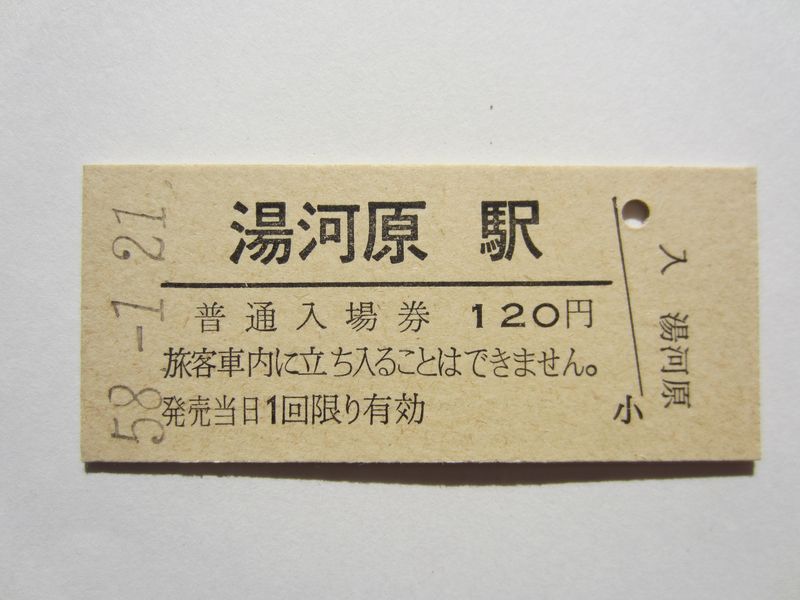 58-1.21.
湯河原 駅
普通入場券 120円
旅客車内に立ち入ることはできません。
発売当日1回限り有効
小
入 湯河原